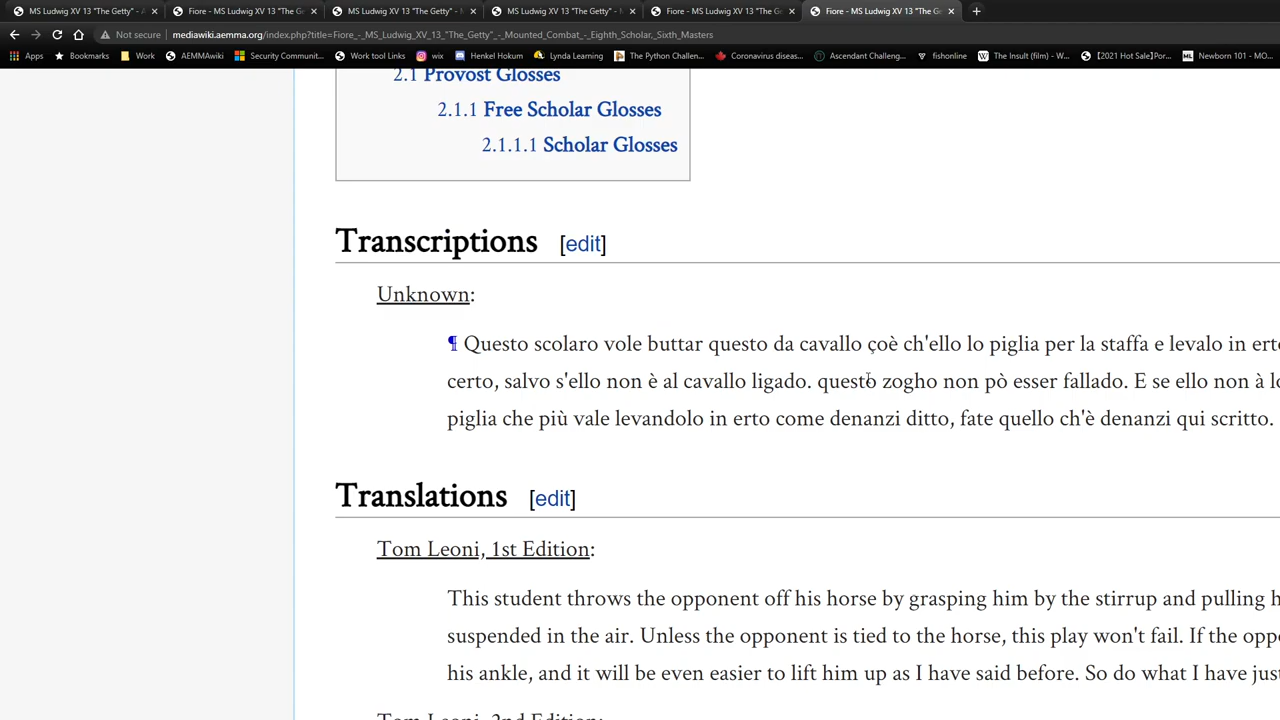 MS Ludwig XV 13 "The Getty" - A
Fiore - MS Ludwig XV 13 "The Ge
MS Ludwig XV 13 "The Getty" - M
MS Ludwig XV 13 "The Getty" -
Fiore - MS Ludwig XV 13 "The G
Fiore - MS Ludwig XV 13 "The Ge
Not secure mediawiki.aemma.org/index.php?title=Fiore_-_MS_Ludwig_XV_13_"The_Getty"_-_Mounted_Combat_-_Eighth_Scholar,_Sixth_Masters
Apps Bookmarks Work AEMMAwiki Security Community... Work tool Links wix Henkel Hokum Lynda Learning The Python Challen... Coronavirus diseas... Ascendant Challeng... fishonline The Insult (film) - W... 【2021 Hot Sale】Por... Newborn 101 - MO...
2.1 Provost Glosses
2.1.1 Free Scholar Glosses
2.1.1.1 Scholar Glosses
Transcriptions [edit]
Unknown:
¶ Questo scolaro vole buttar questo da cavallo çoè ch'ello lo piglia per la staffa e levalo in erto
certo, salvo s'ello non è al cavallo ligado. questo zogho non pò esser fallado. E se ello non à lo
piglia che più vale levandolo in erto come denanzi ditto, fate quello ch'è denanzi qui scritto.
Translations [edit]
Tom Leoni, 1st Edition:
This student throws the opponent off his horse by grasping him by the stirrup and pulling h
suspended in the air. Unless the opponent is tied to the horse, this play won't fail. If the oppo
his ankle, and it will be even easier to lift him up as I have said before. So do what I have just
Tom Leoni, 2nd Edition: